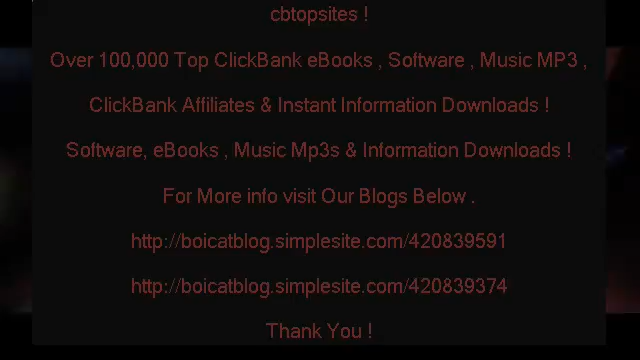 cbtopsites !
Over 100,000 Top ClickBank eBooks , Software , Music MP3 ,
ClickBank Affiliates & Instant Information Downloads !
Software, eBooks , Music Mp3s & Information Downloads !
For More info visit Our Blogs Below .
http://boicatblog.simplesite.com/420839591
http://boicatblog.simplesite.com/420839374
Thank You !